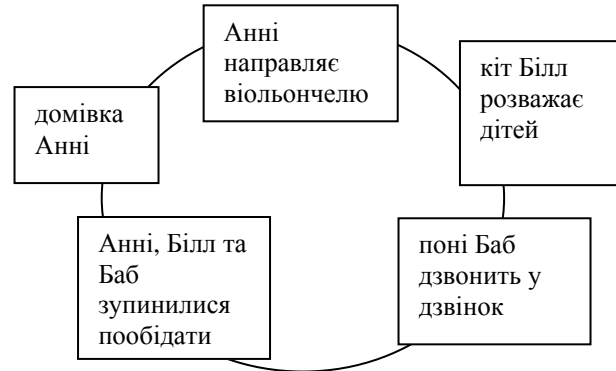 Анні
направляє
віольончелю
кіт Білл
розважає
дітей
домівка
Анні
Анні, Білл та
Баб
зупинилися
пообідати
поні Баб
дзвонить у
дзвінок